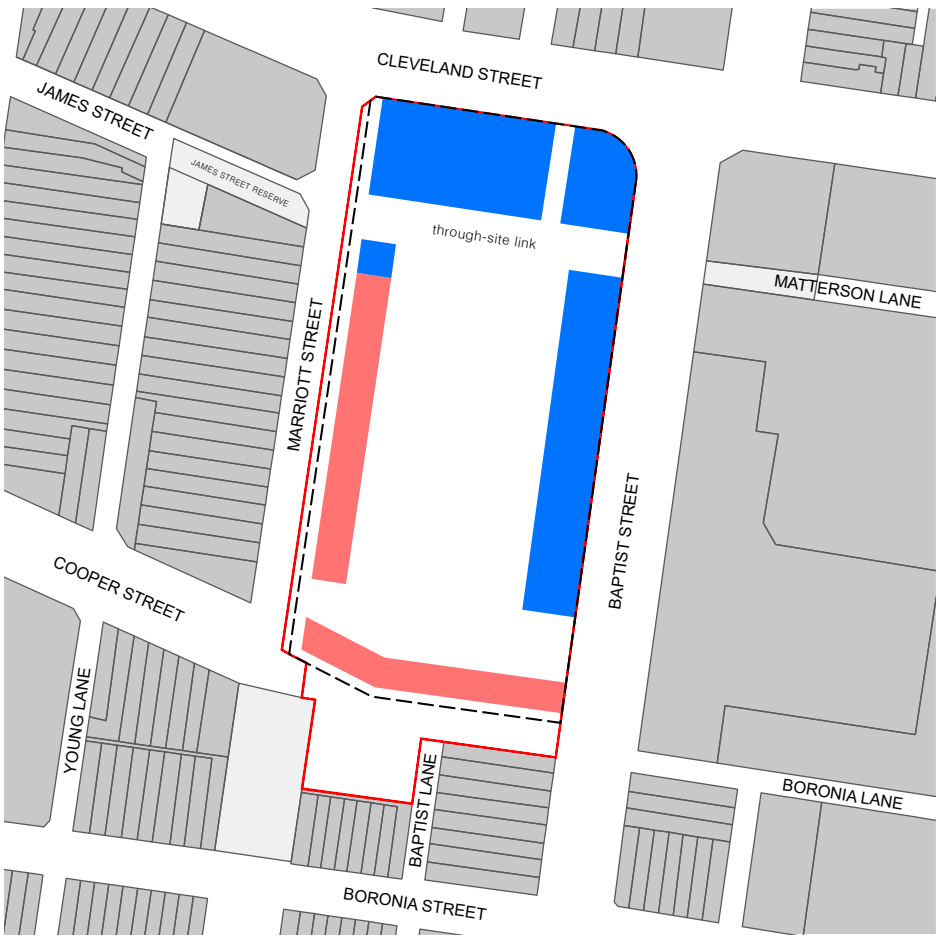 CLEVELAND STREET
JAMES STREET
JAMES STREET RESERVE
through-site link
MATTERSON LANE
MARRIOTT STREET
BAPTIST STREET
COOPER STREET
YOUNG LANE
BAPTIST LANE
BORONIA LANE
BORONIA STREET